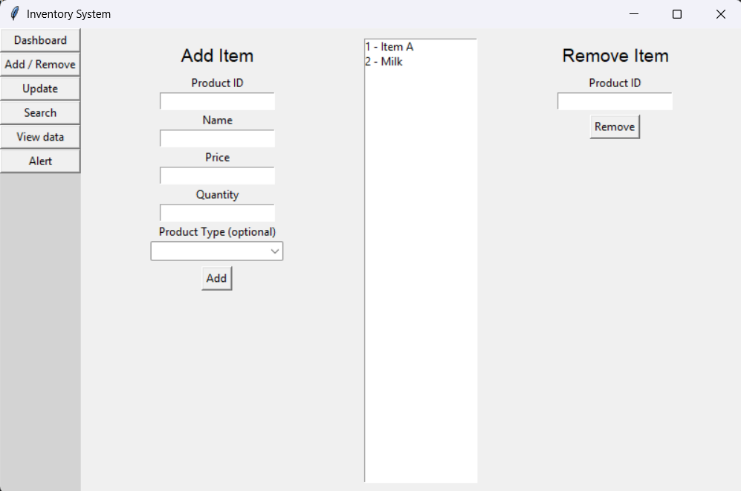 Inventory System
Dashboard
Add / Remove
Update
Search
View data
Alert
Add Item
Product ID
Name
Price
Quantity
Product Type (optional)
Add
1 - Item A
2 - Milk
Remove Item
Product ID
Remove